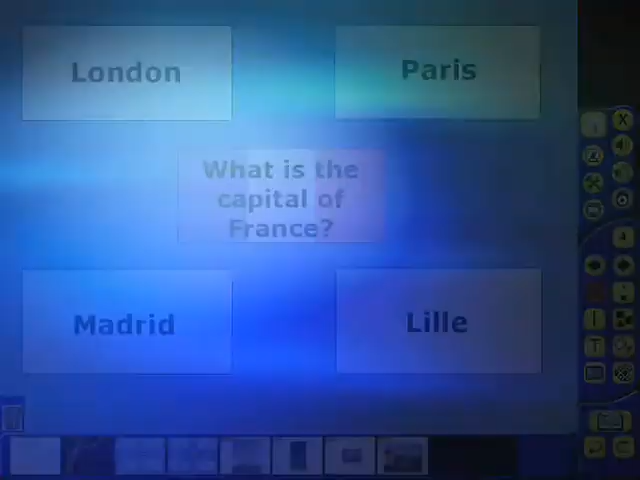 London
Paris
What is the
capital of
France?
Madrid
Lille
X
T